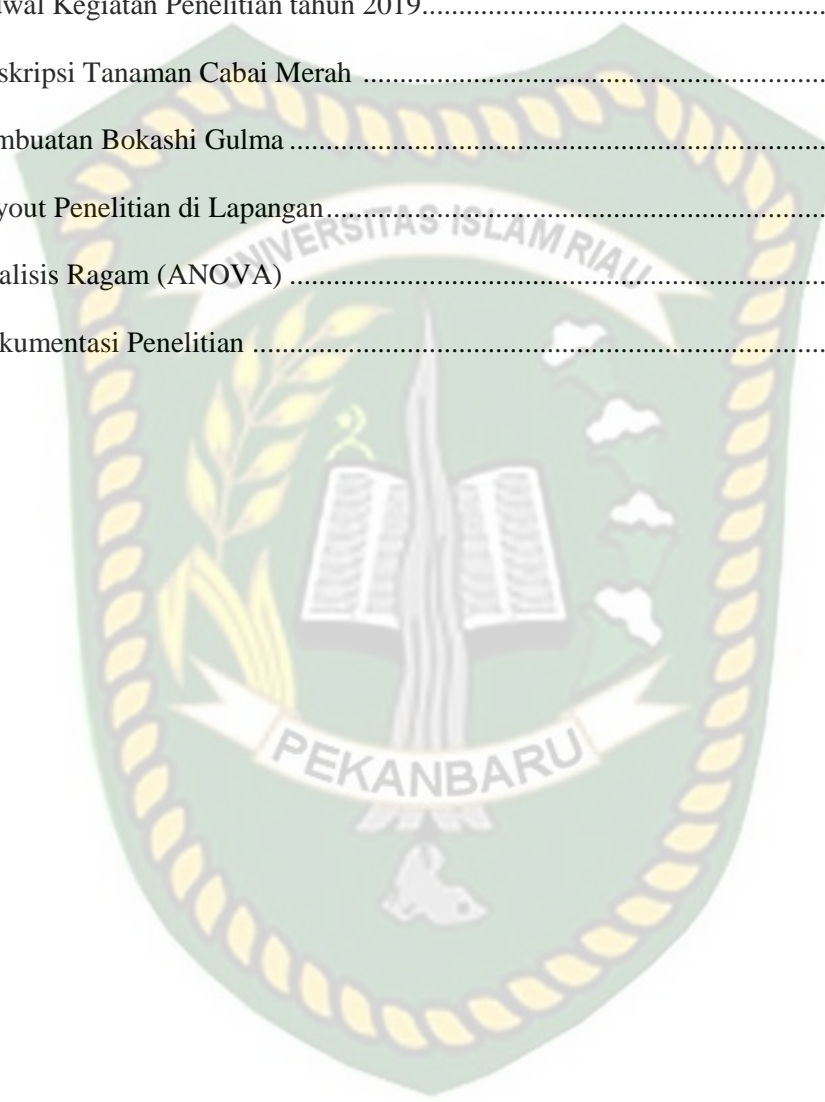 dwal Kegiatan Penelitian tahun 2019
skripsi Tanaman Cabai Merah
mbuatan Bokashi Gulma
yout Penelitian di Lapangan
alisis Ragam (ANOVA)
kumentasi Penelitian
UNIVERSITAS ISLAM RIAU
PEKANBARU